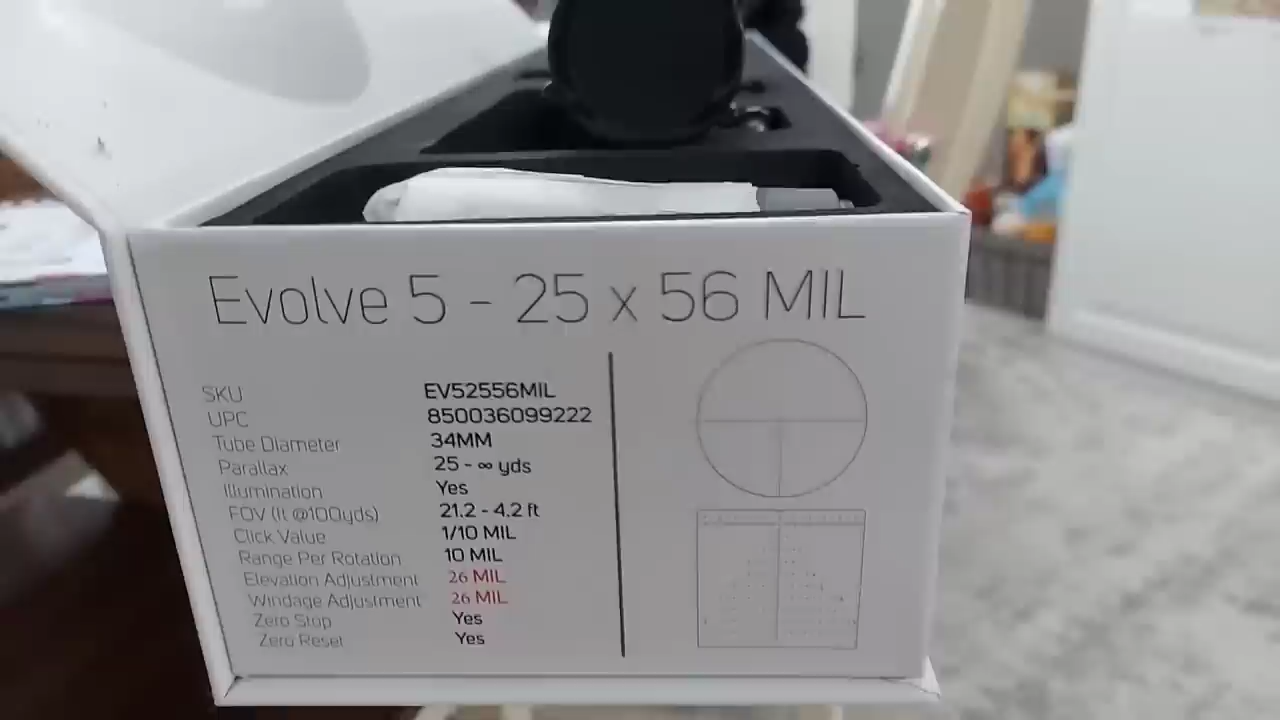 Evolve 5 - 25 x 56 MIL
SKU EV52556MIL
UPC 850036099222
Tube Diameter 34MM
Parallax 25 - ∞ yds
Illumination Yes
FOV (ft @100yds) 21.2 - 4.2 ft
Click Value 1/10 MIL
Range Per Rotation 10 MIL
Elevation Adjustment 26 MIL
Windage Adjustment 26 MIL
Zero Stop Yes
Zero Reset Yes